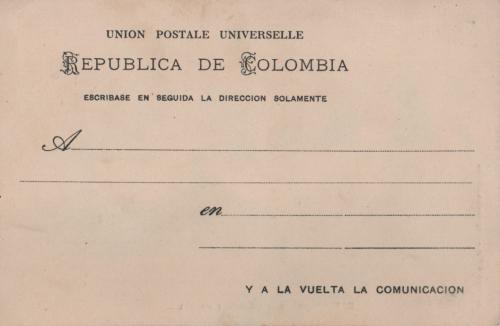 UNION POSTALE UNIVERSELLE
REPUBLICA DE COLOMBIA
ESCRIBASE EN SEGUIDA LA DIRECCION SOLAMENTE
A
en
Y A LA VUELTA LA COMUNICACION